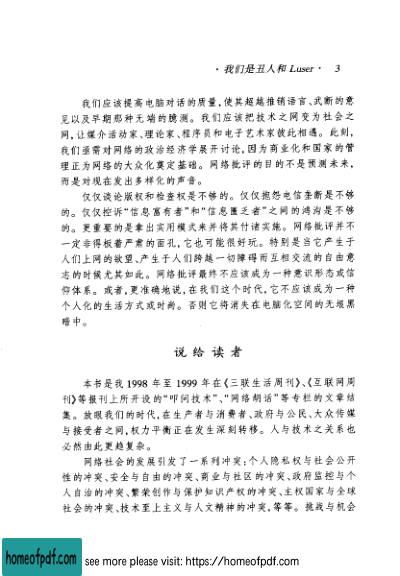 ·我们是丑人和 Luser· 3
我们应该提高电脑对话的质量,使其超越推销语言、武断的意
见以及早期那种无端的臆测。我们应该把技术之网变为社会之
网,让媒介活动家、理论家、程序员和电子艺术家彼此相遇。此刻,
我们亟需对网络的政治经济学展开讨论,因为商业化和国家的管
理正为网络的大众化奠定基础。网络批评的目的不是预测未来,
而是对现在发出多样化的声音。
仅仅谈论版权和检查权是不够的。仅仅抱怨电信垄断是不够
的。仅仅控诉“信息富有者”和“信息匮乏者”之间的鸿沟是不够
的。更重要的是拿出实用模式来并将其付诸实施。网络批评并不
一定非得板着严肃的面孔,它也可能很好玩。特别是当它产生于
人们上网的欲望、产生于人们跨越一切障碍而互相交流的自由意
志的时候尤其如此。网络批评最终不应该成为一种意识形态或信
仰体系。或者,更准确地说,在我们这个时代,它不应该成为一种
个人化的生活方式或时尚。否则它将消失在电脑化空间的无垠黑
暗中。
说给读者
本书是我 1998 年至 1999 年在《三联生活周刊》、《互联网周
刊》等报刊上所开设的“叩问技术”、“网络胡话”等专栏的文章结
集。放眼我们的时代,在生产者与消费者、政府与公民、大众传媒
与接受者之间,权力平衡正在发生深刻转移。人与技术之关系也
必然由此更趋复杂。
网络社会的发展引发了一系列冲突:个人隐私权与社会公开
性的冲突、安全与自由的冲突、商业与社区的冲突、政府监控与个
人自治的冲突、繁荣创作与保护知识产权的冲突、主权国家与全球
社会的冲突、技术至上主义与人文精神的冲突,等等。挑战与机会
homeofpdf.com
see more please visit: https://homeofpdf.com